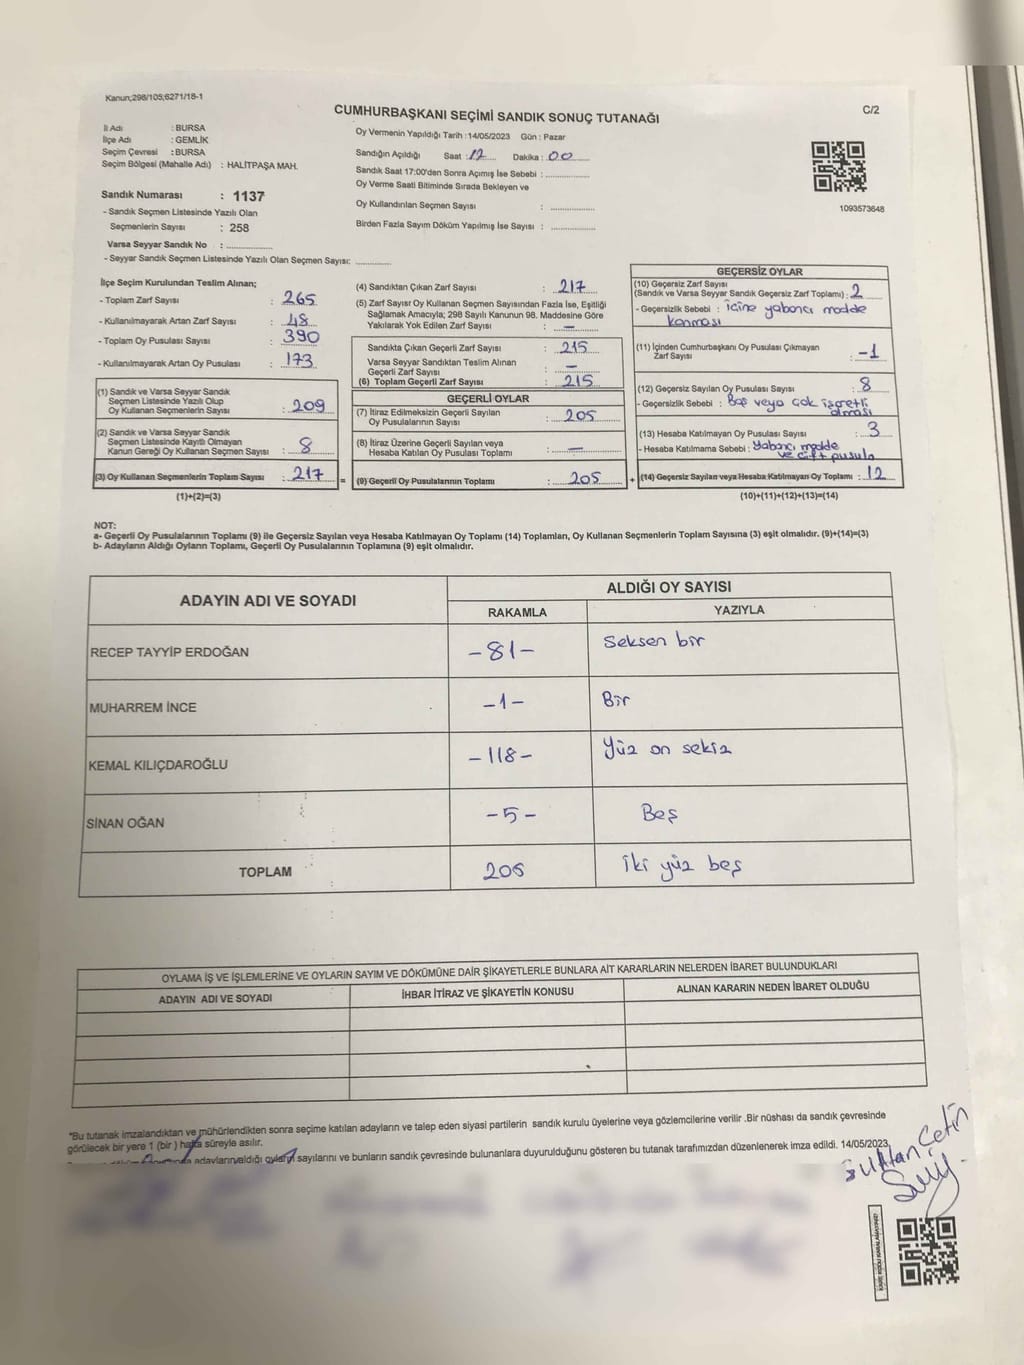 Kanun;298/105;6271/18-1
CUMHURBAŞKANI SEÇİMİ SANDIK SONUÇ TUTANAĞI
C/2
İl Adı : BURSA
İlçe Adı : GEMLİK
Seçim Çevresi : BURSA
Seçim Bölgesi (Mahalle Adı) : HALİTPAŞA MAH.
Sandık Numarası : 1137
- Sandık Seçmen Listesinde Yazılı Olan
Seçmenlerin Sayısı : 258
Varsa Seyyar Sandık No : ..............
- Seyyar Sandık Seçmen Listesinde Yazılı Olan Seçmen Sayısı: ............
Oy Vermenin Yapıldığı Tarih :14/05/2023 Gün : Pazar
Sandığın Açıldığı Saat : 12 Dakika : 00
Sandık Saat 17:00'den Sonra Açımış İse Sebebi : ..............
Oy Verme Saati Bitiminde Sırada Bekleyen ve
Oy Kullandırılan Seçmen Sayısı : ..............
Birden Fazla Sayım Döküm Yapılmış İse Sayısı : ..............
1093573648
İlçe Seçim Kurulundan Teslim Alınan;
- Toplam Zarf Sayısı : 265
- Kullanılmayarak Artan Zarf Sayısı : 48
- Toplam Oy Pusulası Sayısı : 390
- Kullanılmayarak Artan Oy Pusulası : 173
(1) Sandık ve Varsa Seyyar Sandık
Seçmen Listesinde Yazılı Olup
Oy Kullanan Seçmenlerin Sayısı : 209
(2) Sandık ve Varsa Seyyar Sandık
Seçmen Listesinde Kayıtlı Olmayan
Kanun Gereği Oy Kullanan Seçmen Sayısı : 8
(3) Oy Kullanan Seçmenlerin Toplam Sayısı : 217
(1)+(2)=(3)
(4) Sandıktan Çıkan Zarf Sayısı : 217
(5) Zarf Sayısı Oy Kullanan Seçmen Sayısından Fazla İse, Eşitliği
Sağlamak Amacıyla; 298 Sayılı Kanunun 98. Maddesine Göre
Yakılarak Yok Edilen Zarf Sayısı : —
Sandıkta Çıkan Geçerli Zarf Sayısı : 215
Varsa Seyyar Sandıktan Teslim Alınan
Geçerli Zarf Sayısı : —
(6) Toplam Geçerli Zarf Sayısı : 215
GEÇERLİ OYLAR
(7) İtiraz Edilmeksizin Geçerli Sayılan
Oy Pusulalarının Sayısı : 205
(8) İtiraz Üzerine Geçerli Sayılan veya
Hesaba Katılan Oy Toplamı : —
= (9) Geçerli Oy Pusulalarının Toplamı : 205
GEÇERSİZ OYLAR
(10) Geçersiz Zarf Sayısı
(Sandık ve Varsa Seyyar Sandık Geçersiz Zarf Toplamı) : 2
- Geçersizlik Sebebi : İçine yabancı madde
konması
(11) İçinden Cumhurbaşkanı Oy Pusulası Çıkmayan
Zarf Sayısı : -1
(12) Geçersiz Sayılan Oy Pusulası Sayısı : 8
- Geçersizlik Sebebi : Boş veya çok işaretli
olması
(13) Hesaba Katılmayan Oy Pusulası Sayısı : 3
- Hesaba Katılmama Sebebi : Yabancı madde
ve çift pusula
+ (14) Geçersiz Sayılan veya Hesaba Katılmayan Oy Toplamı : 12
(10)+(11)+(12)+(13)=(14)
NOT:
a- Geçerli Oy Pusulalarının Toplamı (9) ile Geçersiz Sayılan veya Hesaba Katılmayan Oy Toplamı (14) Toplamları, Oy Kullanan Seçmenlerin Toplam Sayısına (3) eşit olmalıdır. (9)+(14)=(3)
b- Adayların Aldığı Oyların Toplamı, Geçerli Oy Pusulalarının Toplamına (9) eşit olmalıdır.
ADAYIN ADI VE SOYADI
ALDIĞI OY SAYISI
RAKAMLA YAZIYLA
RECEP TAYYİP ERDOĞAN -81- Seksen bir
MUHARREM İNCE -1- Bir
KEMAL KILIÇDAROĞLU -118- Yüz on sekiz
SİNAN OĞAN -5- Beş
TOPLAM 205 İki yüz beş
OYLAMA İŞ VE İŞLEMLERİNE VE OYLARIN SAYIM VE DÖKÜMÜNE DAİR ŞİKAYETLERLE BUNLARA AİT KARARLARIN NELERDEN İBARET BULUNDUKLARI
ADAYIN ADI VE SOYADI İHBAR İTİRAZ VE ŞİKAYETİN KONUSU ALINAN KARARIN NEDEN İBARET OLDUĞU
*Bu tutanak imzalandıktan ve mühürlendikten sonra seçime katılan adayların ve talep eden siyasi partilerin sandık kurulu üyelerine veya gözlemcilerine verilir .Bir nüshası da sandık çevresinde
görülecek bir yere 1 (bir ) hafta süreyle asılır.
adayların aldığı oyların sayılarını ve bunların sandık çevresinde bulunanlara duyurulduğunu gösteren bu tutanak tarafımızdan düzenlenerek imza edildi. 14/05/2023
Sultan Çetin